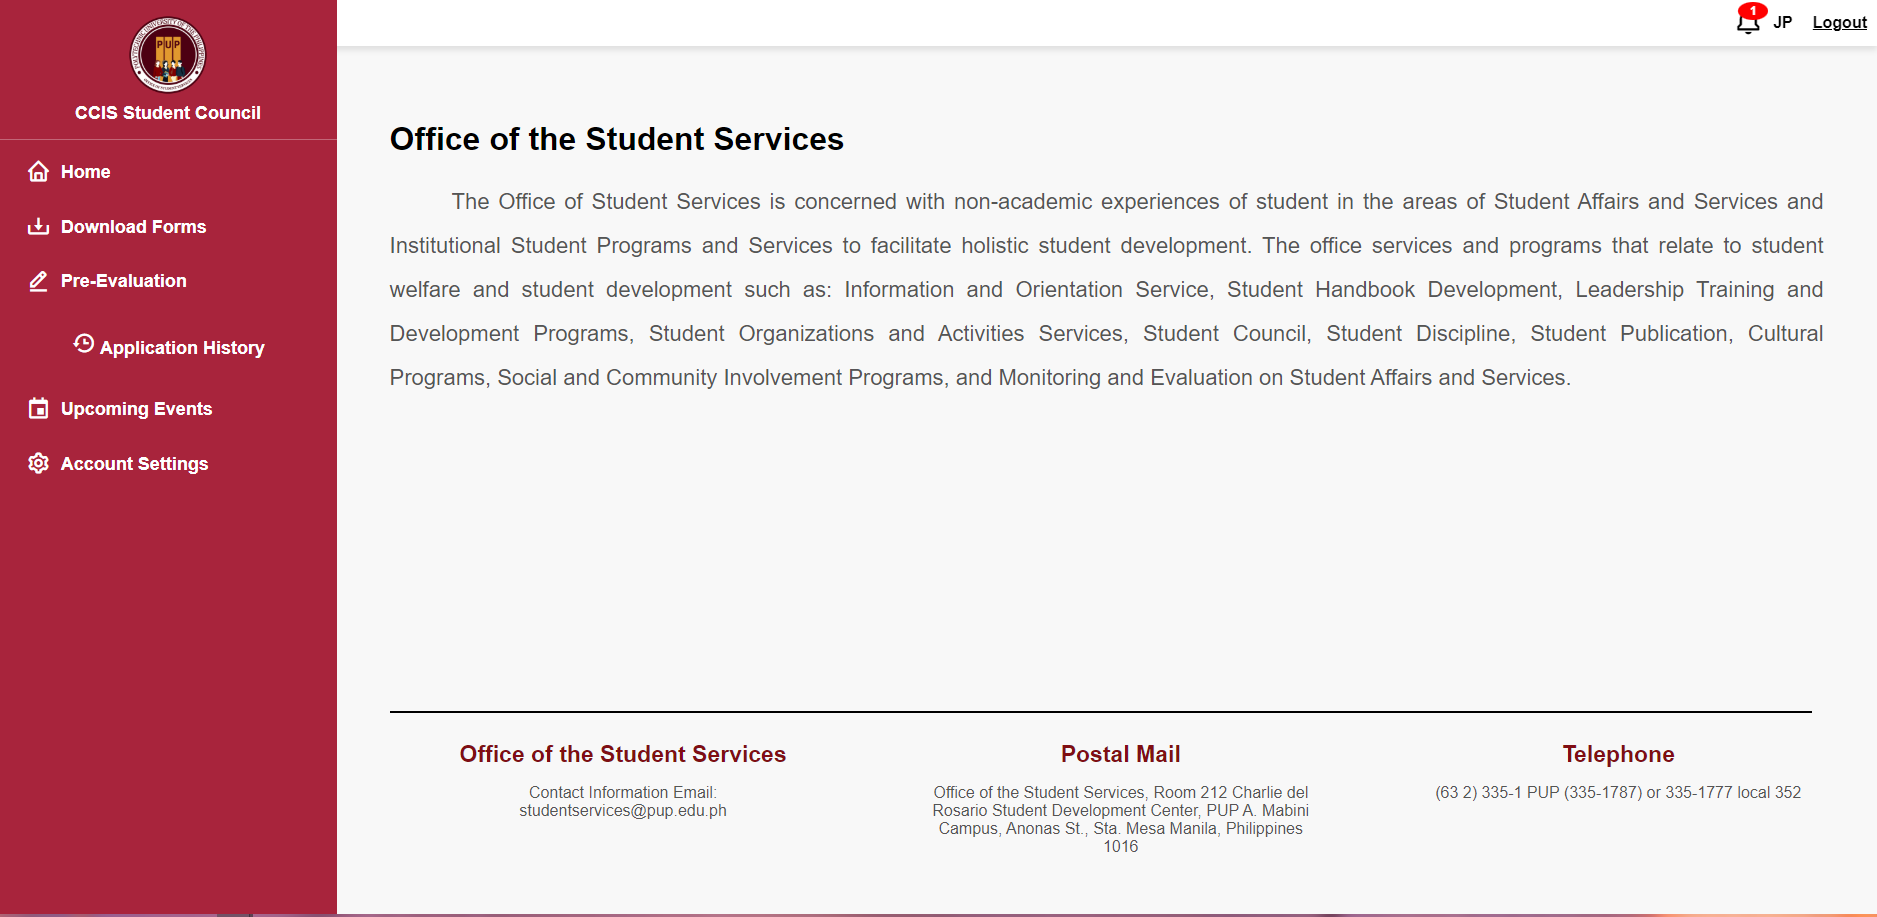 PUP
CCIS Student Council
Home
Download Forms
Pre-Evaluation
Application History
Upcoming Events
Account Settings
1
JP
Logout
Office of the Student Services
The Office of Student Services is concerned with non-academic experiences of student in the areas of Student Affairs and Services and
Institutional Student Programs and Services to facilitate holistic student development. The office services and programs that relate to student
welfare and student development such as: Information and Orientation Service, Student Handbook Development, Leadership Training and
Development Programs, Student Organizations and Activities Services, Student Council, Student Discipline, Student Publication, Cultural
Programs, Social and Community Involvement Programs, and Monitoring and Evaluation on Student Affairs and Services.
Office of the Student Services
Contact Information Email:
studentservices@pup.edu.ph
Postal Mail
Office of the Student Services, Room 212 Charlie del
Rosario Student Development Center, PUP A. Mabini
Campus, Anonas St., Sta. Mesa Manila, Philippines
1016
Telephone
(63 2) 335-1 PUP (335-1787) or 335-1777 local 352